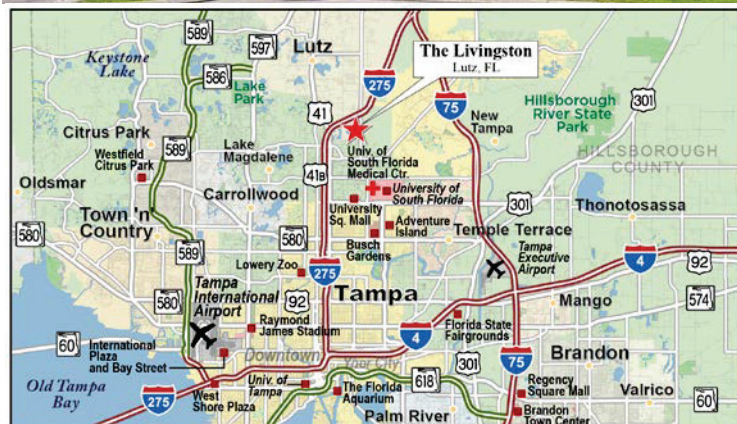 589
589
597
586
Keystone
Lake
Lutz
Lake
Park
The Livingston
Lutz, FL
275
41
75
New
Tampa
Hillsborough
River State
Park
301
HILLSBOROUGH
COUNTY
Citrus Park
Westfield
Citrus Park
589
Lake
Magdalene
41B
Univ. of
South Florida
Medical Ctr.
University of
South Florida
Oldsmar
Carrollwood
University
Sq. Mall
Adventure
Island
Busch
Gardens
301
Thonotosassa
Town 'n
Country
580
580
589
Temple Terrace
Tampa
Executive
Airport
4
92
Lowery Zoo
275
Tampa
International
Airport
580
92
Tampa
Mango
574
Raymond
James Stadium
4
Florida State
Fairgrounds
60
International
Plaza
and Bay Street
Downtown
Ybor City
301
75
Brandon
Old Tampa
Bay
275
West
Shore Plaza
Univ. of
Tampa
The Florida
Aquarium
618
Palm River
Regency
Square Mall
Brandon
Town Center
Valrico
60